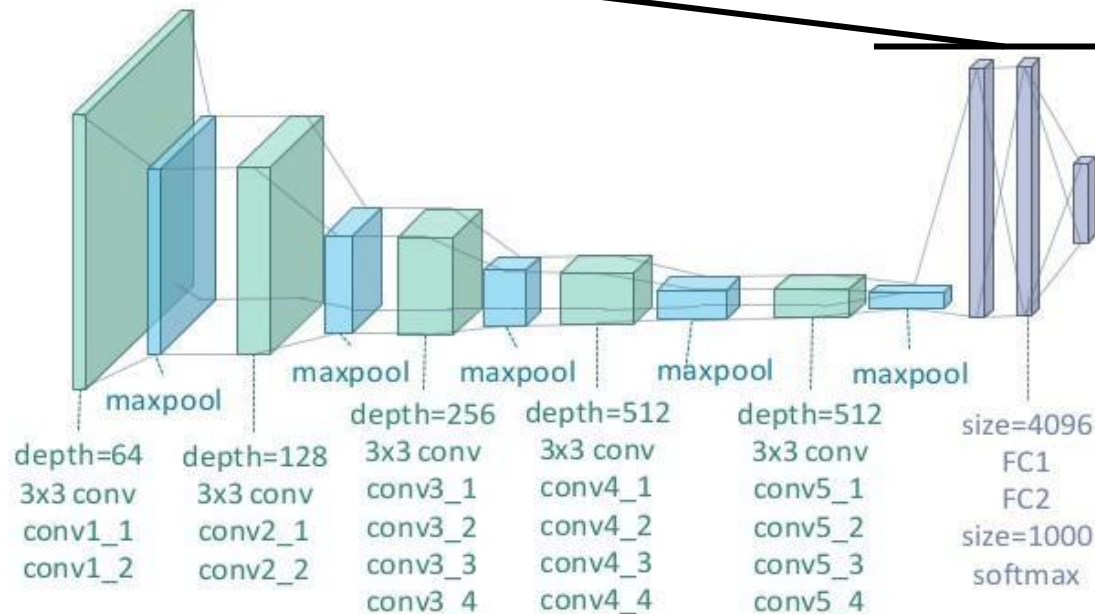 maxpool
maxpool
maxpool
maxpool
maxpool
depth=64
3x3 conv
conv1_1
conv1_2
depth=128
3x3 conv
conv2_1
conv2_2
depth=256
3x3 conv
conv3_1
conv3_2
conv3_3
conv3_4
depth=512
3x3 conv
conv4_1
conv4_2
conv4_3
conv4_4
depth=512
3x3 conv
conv5_1
conv5_2
conv5_3
conv5_4
size=4096
FC1
FC2
size=1000
softmax